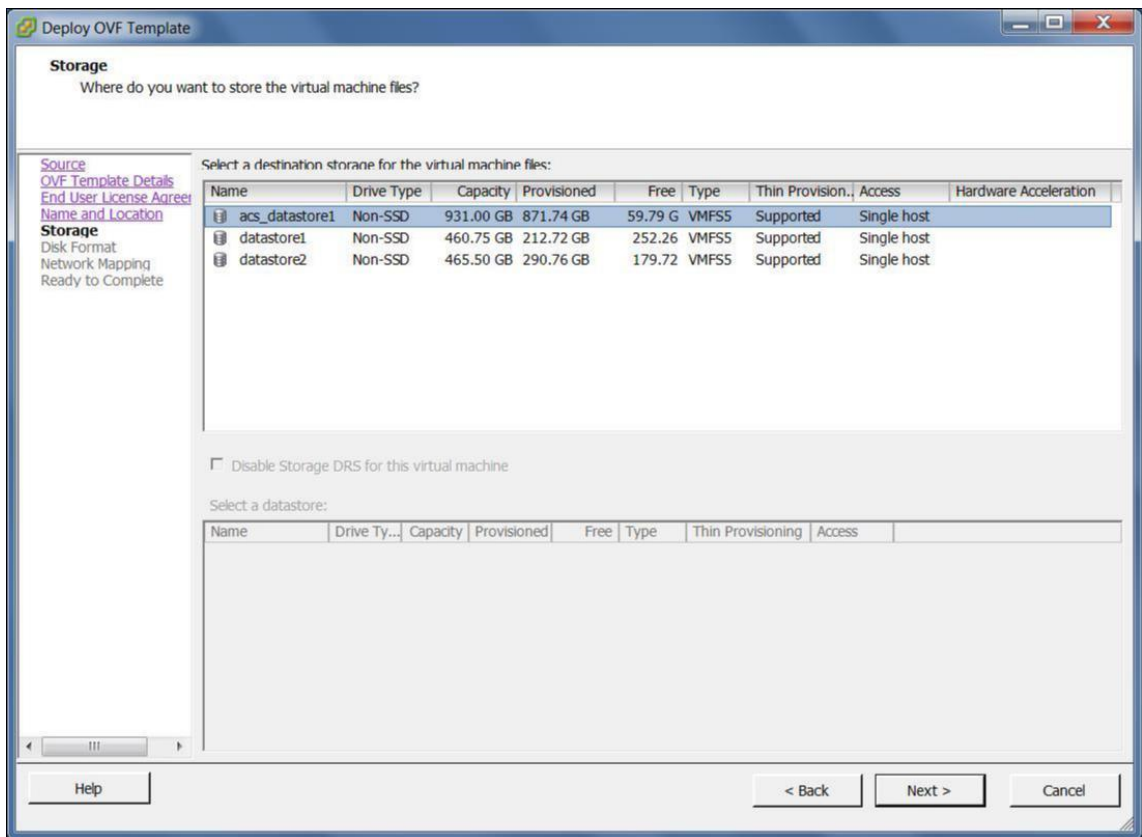 Deploy OVF Template
Storage
Where do you want to store the virtual machine files?
Source
OVF Template Details
End User License Agreer
Name and Location
Storage
Disk Format
Network Mapping
Ready to Complete
Select a destination storage for the virtual machine files:
Name Drive Type Capacity Provisioned Free Type Thin Provision.. Access Hardware Acceleration
acs_datastore1 Non-SSD 931.00 GB 871.74 GB 59.79 G VMFS5 Supported Single host
datastore1 Non-SSD 460.75 GB 212.72 GB 252.26 VMFS5 Supported Single host
datastore2 Non-SSD 465.50 GB 290.76 GB 179.72 VMFS5 Supported Single host
Disable Storage DRS for this virtual machine
Select a datastore:
Name Drive Ty... Capacity Provisioned Free Type Thin Provisioning Access
Help < Back Next > Cancel